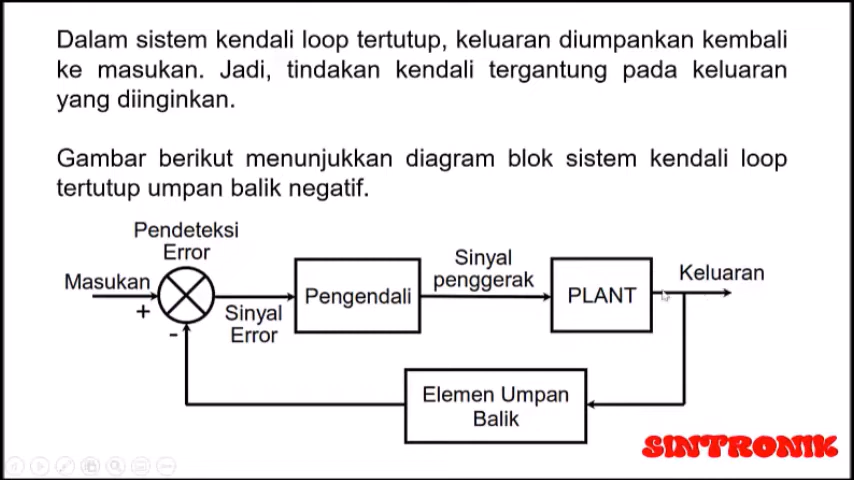 Dalam sistem kendali loop tertutup, keluaran diumpankan kembali
ke masukan. Jadi, tindakan kendali tergantung pada keluaran
yang diinginkan.
Gambar berikut menunjukkan diagram blok sistem kendali loop
tertutup umpan balik negatif.
Pendeteksi
Error
Masukan
+
-
Sinyal
Error
Pengendali
Sinyal
penggerak
PLANT
Keluaran
Elemen Umpan
Balik
SINTRONIK